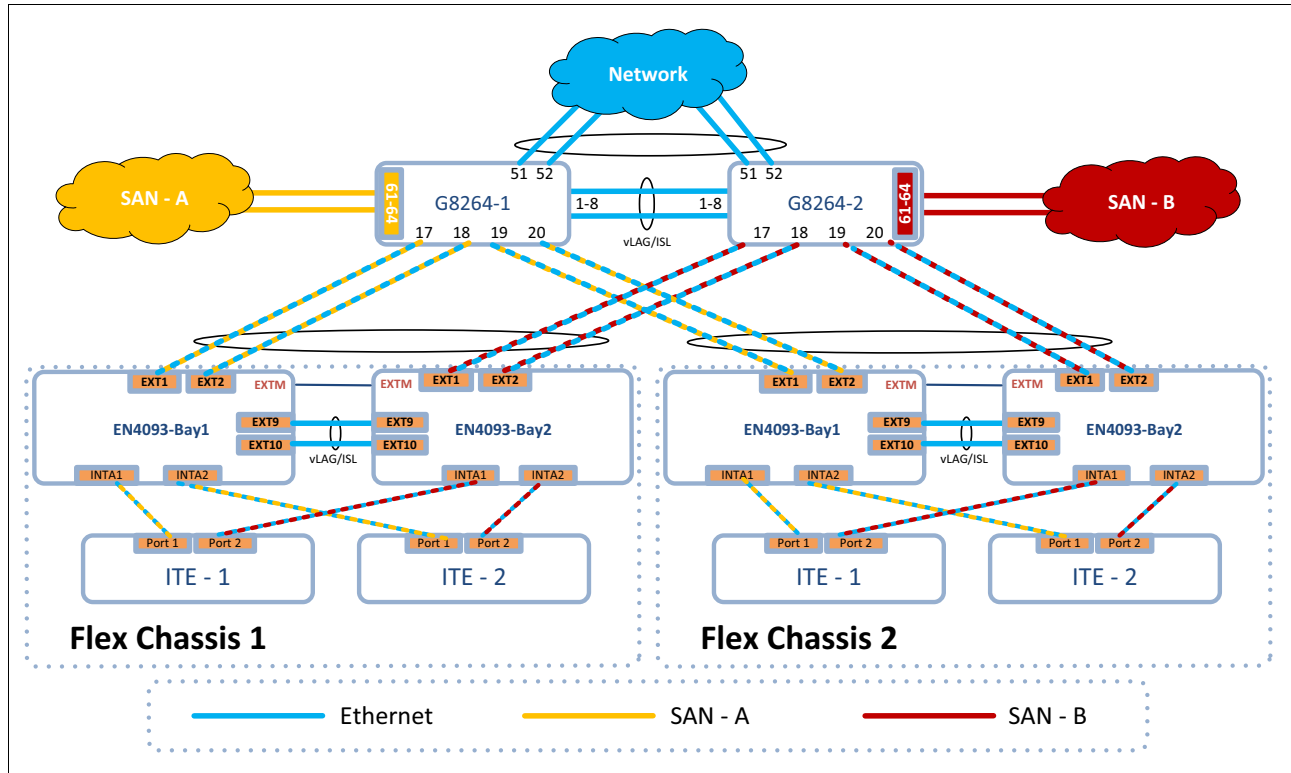 Network
SAN - A
SAN - B
51 52
51 52
61-64
G8264-1
1-8
1-8
G8264-2
61-64
vLAG/ISL
17 18 19 20
17 18 19 20
EXT1 EXT2
EXTM
EXTM
EXT1 EXT2
EXT9
EXT9
EN4093-Bay1
EN4093-Bay2
EXT10
EXT10
vLAG/ISL
INTA1 INTA2
INTA1 INTA2
Port 1 Port 2
Port 1 Port 2
ITE - 1
ITE - 2
Flex Chassis 1
EXT1 EXT2
EXTM
EXTM
EXT1 EXT2
EXT9
EXT9
EN4093-Bay1
EN4093-Bay2
EXT10
EXT10
vLAG/ISL
INTA1 INTA2
INTA1 INTA2
Port 1 Port 2
Port 1 Port 2
ITE - 1
ITE - 2
Flex Chassis 2
Ethernet
SAN - A
SAN - B